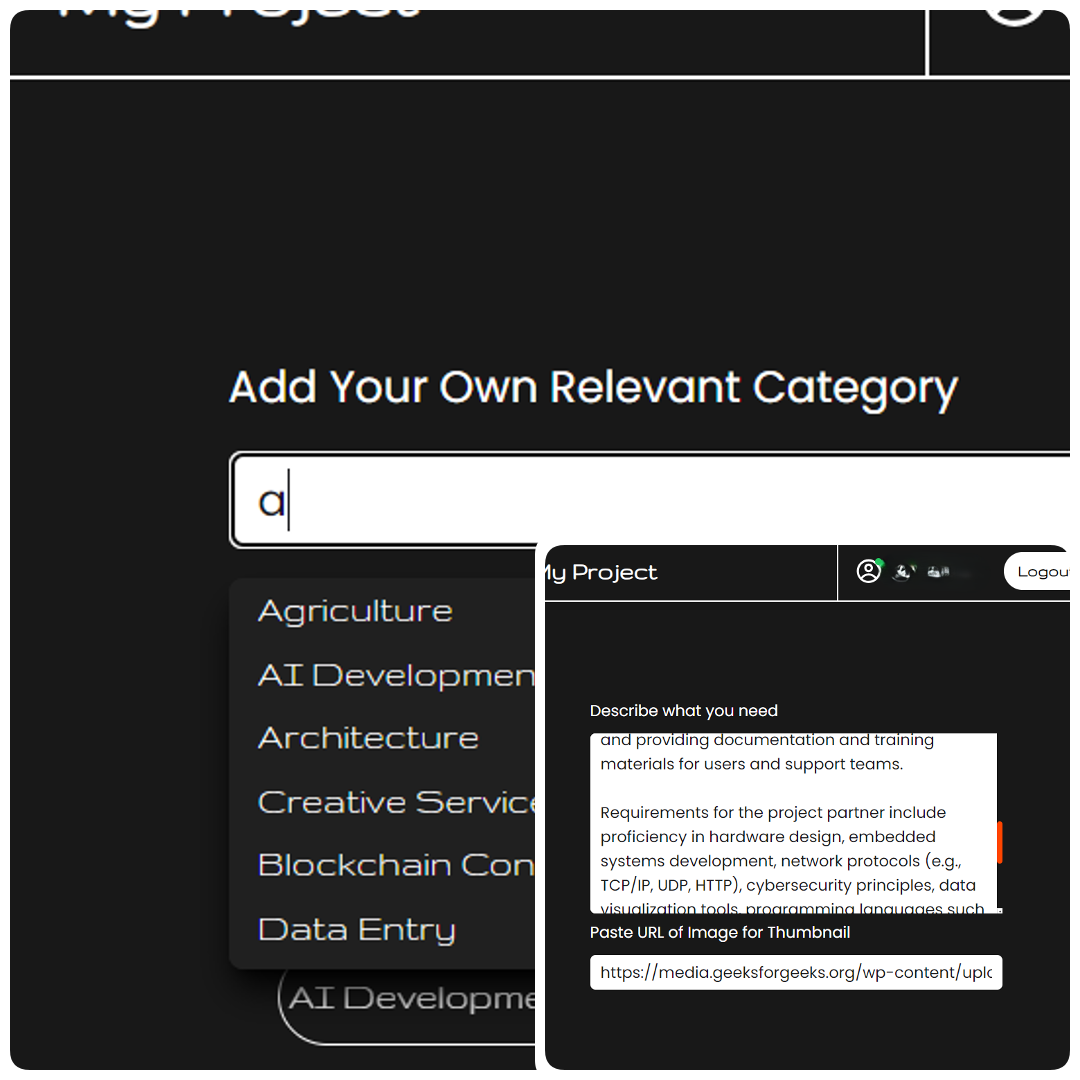 My Project
Add Your Own Relevant Category
a
Agriculture
AI Developmen
Architecture
Creative Service
Blockchain Con
Data Entry
AI Developme
My Project
Logou
Describe what you need
and providing documentation and training
materials for users and support teams.
Requirements for the project partner include
proficiency in hardware design, embedded
systems development, network protocols (e.g.,
TCP/IP, UDP, HTTP), cybersecurity principles, data
visualization tools, programming languages such
Paste URL of Image for Thumbnail
https://media.geeksforgeeks.org/wp-content/uplo